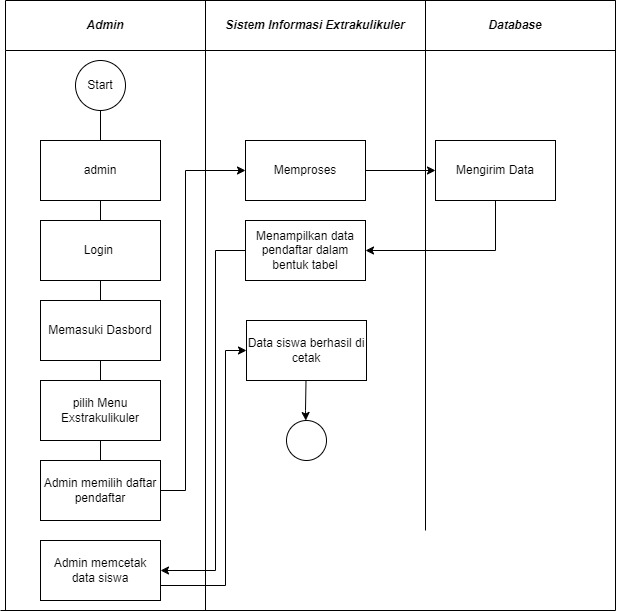 Admin
Sistem Informasi Extrakulikuler
Database
Start
admin
Memproses
Mengirim Data
Login
Menampilkan data
pendaftar dalam
bentuk tabel
Memasuki Dasbord
Data siswa berhasil di
cetak
pilih Menu
Exstrakulikuler
Admin memilih daftar
pendaftar
Admin memcetak
data siswa